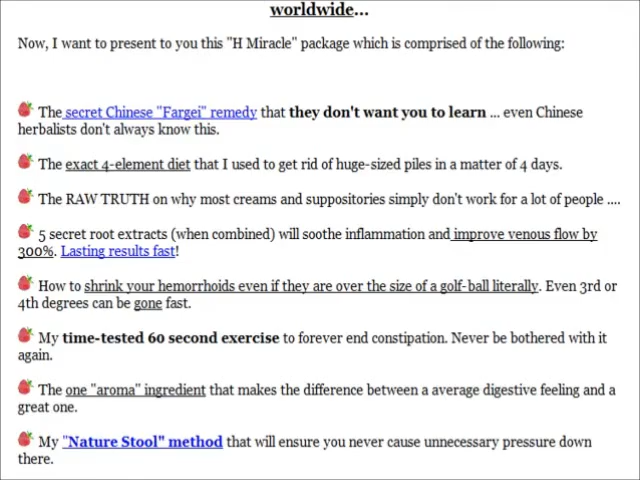 worldwide...
Now, I want to present to you this "H Miracle" package which is comprised of the following:
The secret Chinese "Fargei" remedy that they don't want you to learn ... even Chinese
herbalists don't always know this.
The exact 4-element diet that I used to get rid of huge-sized piles in a matter of 4 days.
The RAW TRUTH on why most creams and suppositories simply don't work for a lot of people ....
5 secret root extracts (when combined) will soothe inflammation and improve venous flow by
300%. Lasting results fast!
How to shrink your hemorrhoids even if they are over the size of a golf-ball literally. Even 3rd or
4th degrees can be gone fast.
My time-tested 60 second exercise to forever end constipation. Never be bothered with it
again.
The one "aroma" ingredient that makes the difference between a average digestive feeling and a
great one.
My "Nature Stool" method that will ensure you never cause unnecessary pressure down
there.